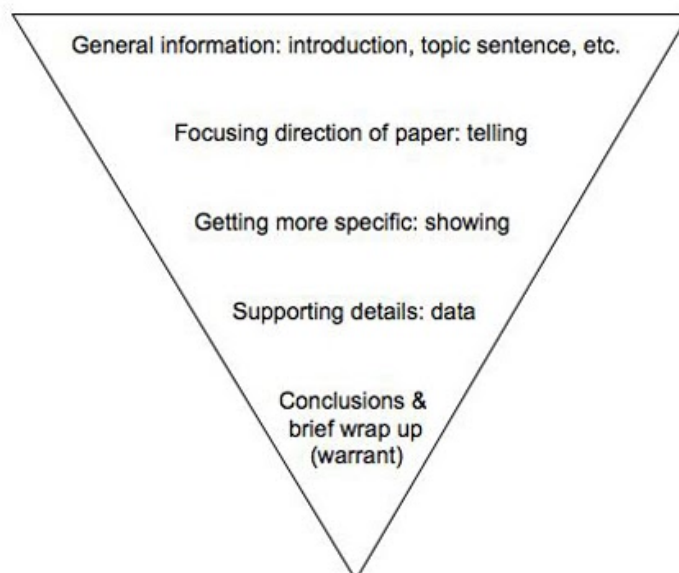 General information: introduction, topic sentence, etc.
Focusing direction of paper: telling
Getting more specific: showing
Supporting details: data
Conclusions &
brief wrap up
(warrant)